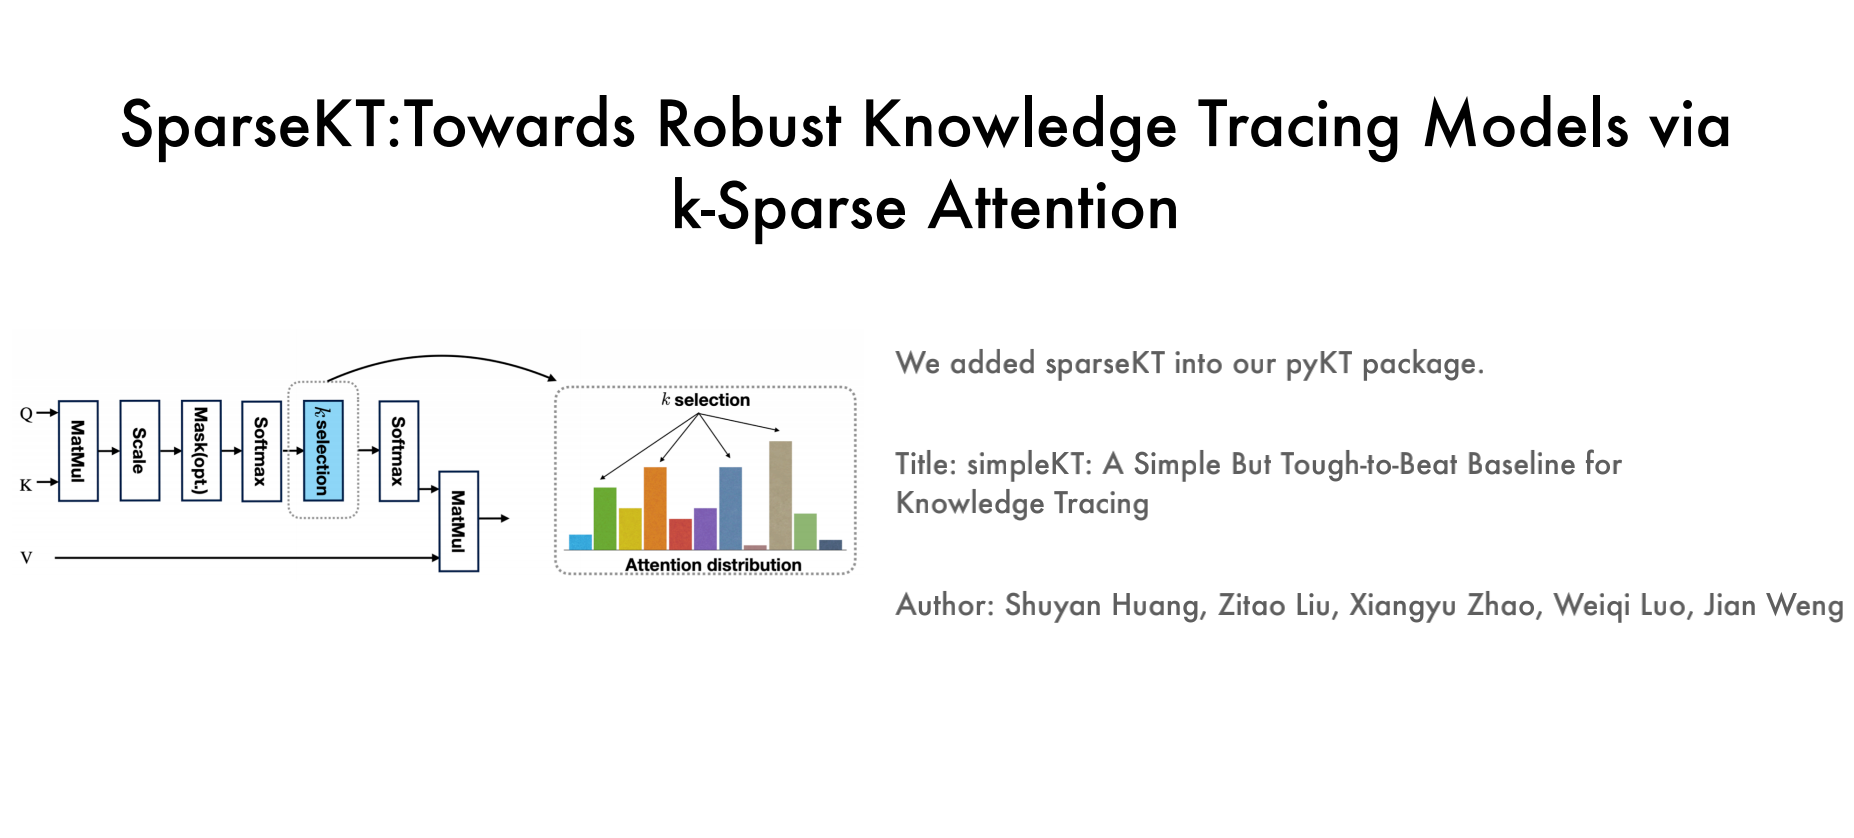 SparseKT:Towards Robust Knowledge Tracing Models via
k-Sparse Attention
Q
K
V
MatMul
Scale
Mask(opt.)
Softmax
k selection
Softmax
MatMul
k selection
Attention distribution
We added sparseKT into our pyKT package.
Title: simpleKT: A Simple But Tough-to-Beat Baseline for
Knowledge Tracing
Author: Shuyan Huang, Zitao Liu, Xiangyu Zhao, Weiqi Luo, Jian Weng